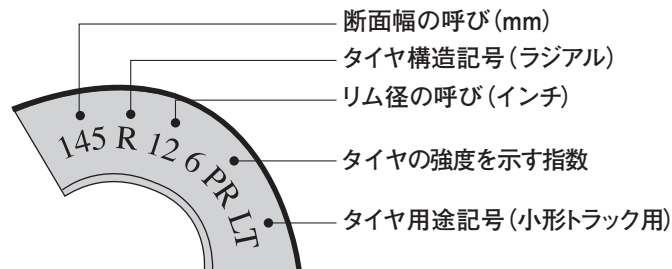 断面幅の呼び(mm)
タイヤ構造記号(ラジアル)
リム径の呼び(インチ)
タイヤの強度を示す指数
タイヤ用途記号(小形トラック用)
145 R 12 6 PR LT